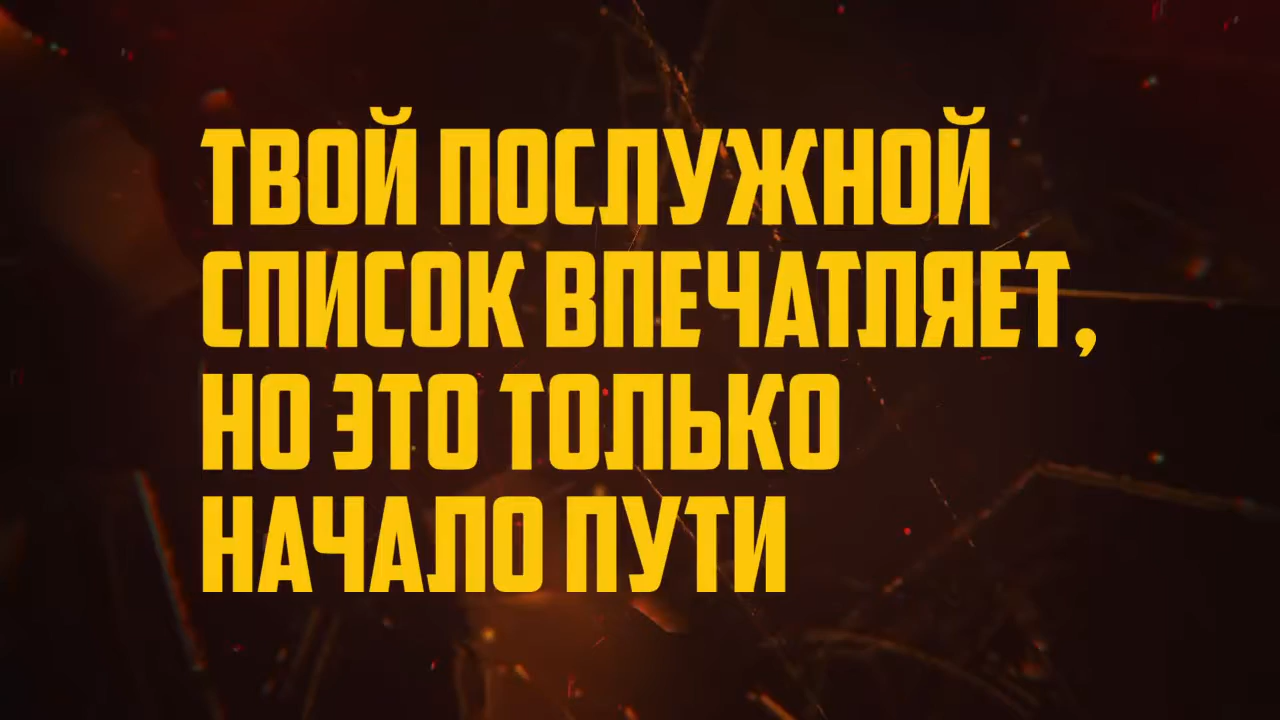 ТВОЙ ПОСЛУЖНОЙ
СПИСОК ВПЕЧАТЛЯЕТ,
НО ЭТО ТОЛЬКО
НАЧАЛО ПУТИ